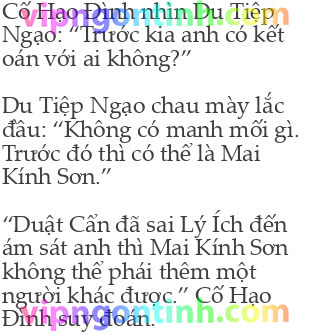 Cố Hạo Đình nhìn Du Tiệp
Ngạo: “Trước kia anh có kết
oán với ai không?”
Du Tiệp Ngạo chau mày lắc
đầu: “Không có manh mối gì.
Trước đó thì có thể là Mai
Kính Sơn.”
“Duật Cẩn đã sai Lý Ích đến
ám sát anh thì Mai Kính Sơn
không thể phái thêm một
người khác được.” Cố Hạo
Đình suy đoán.
vipngontinh.com
vipngontinh.com